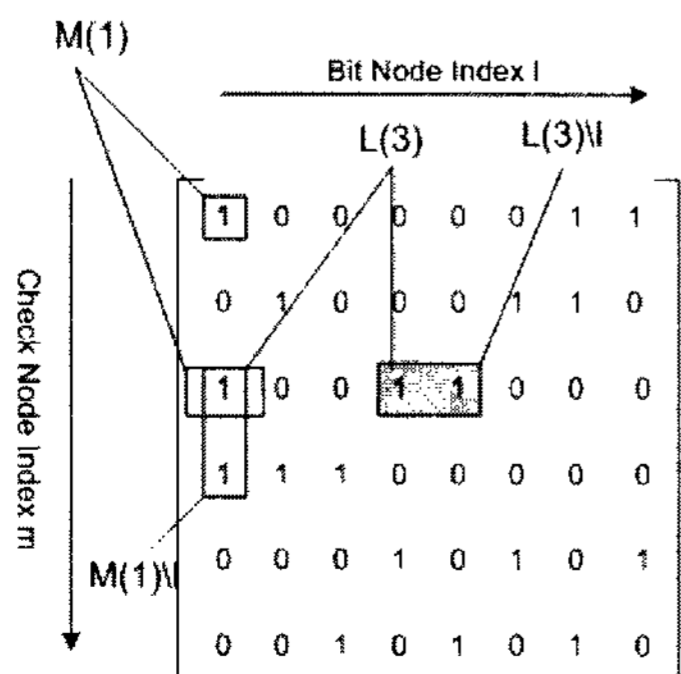 M(1)
Bit Node Index l
L(3) L(3)\l
Check Node Index m
1 0 0 0 0 0 1 1
0 1 0 0 0 1 1 0
1 0 0 1 1 0 0 0
1 1 1 0 0 0 0 0
M(1)\l
0 0 0 1 0 1 0 1
0 0 1 0 1 0 1 0